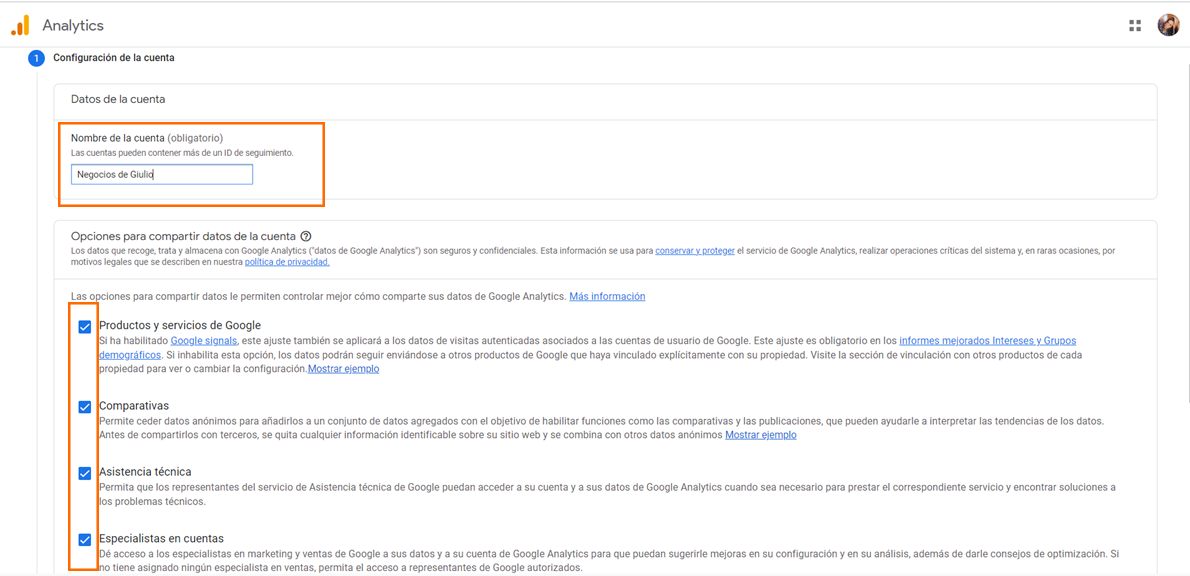 Analytics
1 Configuración de la cuenta
Datos de la cuenta
Nombre de la cuenta (obligatorio)
Las cuentas pueden contener más de un ID de seguimiento.
Negocios de Giulio
Opciones para compartir datos de la cuenta ?
Los datos que recoge, trata y almacena con Google Analytics ("datos de Google Analytics") son seguros y confidenciales. Esta información se usa para conservar y proteger el servicio de Google Analytics, realizar operaciones críticas del sistema y, en raras ocasiones, por
motivos legales que se describen en nuestra política de privacidad.
Las opciones para compartir datos le permiten controlar mejor cómo comparte sus datos de Google Analytics. Más información
Productos y servicios de Google
Si ha habilitado Google signals, este ajuste también se aplicará a los datos de visitas autenticadas asociados a las cuentas de usuario de Google. Este ajuste es obligatorio en los informes mejorados Intereses y Grupos
demográficos. Si inhabilita esta opción, los datos podrán seguir enviándose a otros productos de Google que haya vinculado explícitamente con su propiedad. Visite la sección de vinculación con otros productos de cada
propiedad para ver o cambiar la configuración.Mostrar ejemplo
Comparativas
Permite ceder datos anónimos para añadirlos a un conjunto de datos agregados con el objetivo de habilitar funciones como las comparativas y las publicaciones, que pueden ayudarle a interpretar las tendencias de los datos.
Antes de compartirlos con terceros, se quita cualquier información identificable sobre su sitio web y se combina con otros datos anónimos Mostrar ejemplo
Asistencia técnica
Permita que los representantes del servicio de Asistencia técnica de Google puedan acceder a su cuenta y a sus datos de Google Analytics cuando sea necesario para prestar el correspondiente servicio y encontrar soluciones a
los problemas técnicos.
Especialistas en cuentas
Dé acceso a los especialistas en marketing y ventas de Google a sus datos y a su cuenta de Google Analytics para que puedan sugerirle mejoras en su configuración y en su análisis, además de darle consejos de optimización. Si
no tiene asignado ningún especialista en ventas, permita el acceso a representantes de Google autorizados.